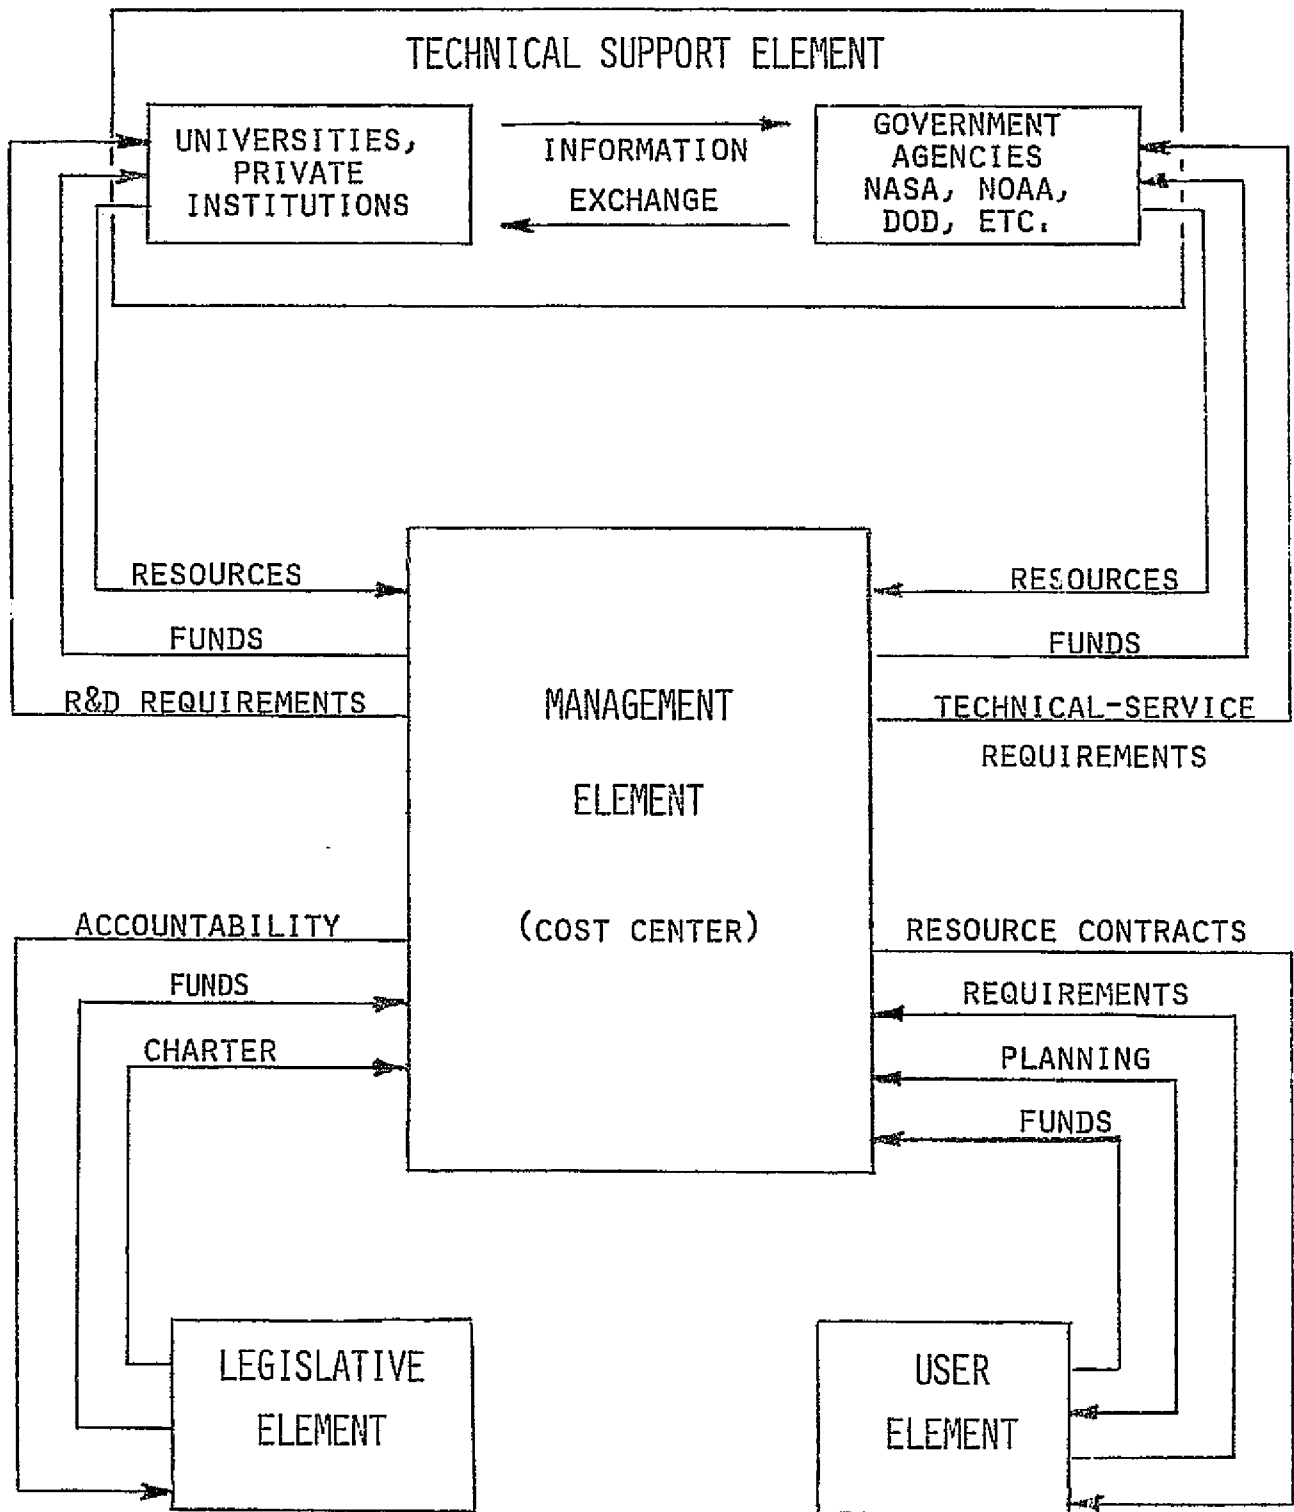 TECHNICAL SUPPORT ELEMENT
UNIVERSITIES,
PRIVATE
INSTITUTIONS
INFORMATION
EXCHANGE
GOVERNMENT
AGENCIES
NASA, NOAA,
DOD, ETC.
RESOURCES
FUNDS
R&D REQUIREMENTS
RESOURCES
FUNDS
TECHNICAL-SERVICE
REQUIREMENTS
MANAGEMENT
ELEMENT
(COST CENTER)
ACCOUNTABILITY
FUNDS
CHARTER
RESOURCE CONTRACTS
REQUIREMENTS
PLANNING
FUNDS
LEGISLATIVE
ELEMENT
USER
ELEMENT